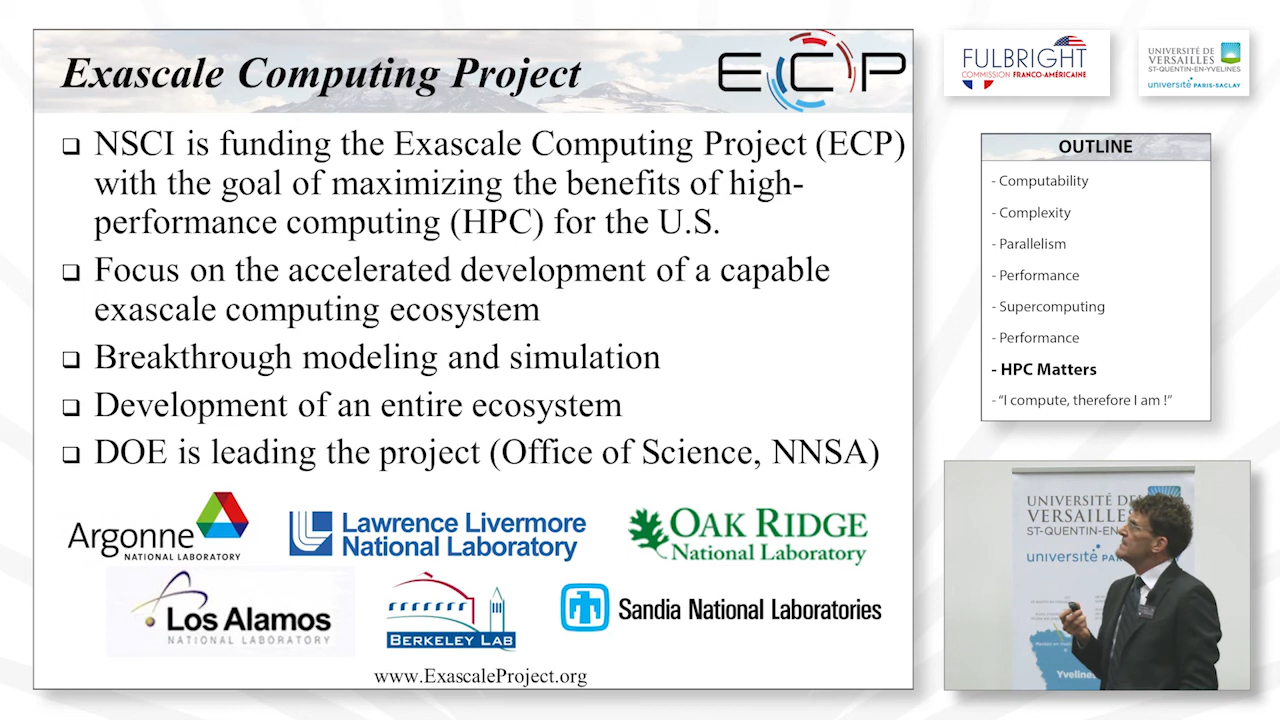 Exascale Computing Project
ECP
❑ NSCI is funding the Exascale Computing Project (ECP)
with the goal of maximizing the benefits of high-
performance computing (HPC) for the U.S.
❑ Focus on the accelerated development of a capable
exascale computing ecosystem
❑ Breakthrough modeling and simulation
❑ Development of an entire ecosystem
❑ DOE is leading the project (Office of Science, NNSA)
Argonne
NATIONAL LABORATORY
Lawrence Livermore
National Laboratory
OAK RIDGE
National Laboratory
Los Alamos
NATIONAL LABORATORY
BERKELEY LAB
Sandia National Laboratories
www.ExascaleProject.org
FULBRIGHT
COMMISSION FRANCO-AMÉRICAINE
UNIVERSITÉ DE
VERSAILLES
ST-QUENTIN-EN-YVELINES
université PARIS-SACLAY
OUTLINE
- Computability
- Complexity
- Parallelism
- Performance
- Supercomputing
- Performance
- HPC Matters
- “I compute, therefore I am !”
UNIVERSITÉ DE
VERSAILLES
ST-QUENTIN-EN
université PAR
Yvelines